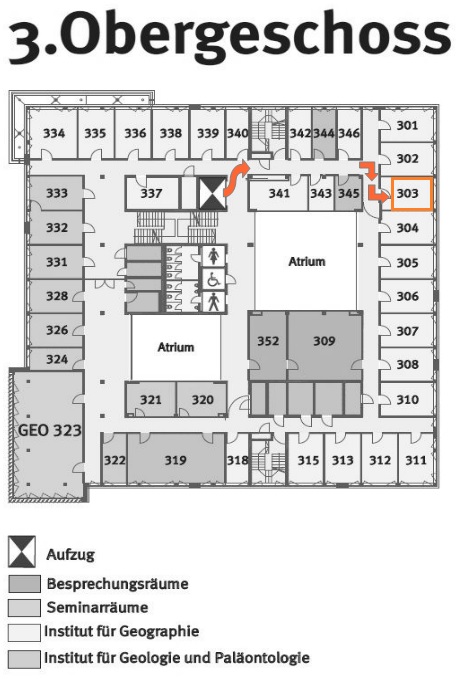 3.Obergeschoss
334 335 336 338 339 340 342 344 346 301
302
333 337 341 343 345 303
332 304
331 Atrium 305
328 306
326 352 309 307
324 Atrium 308
321 320 310
GEO 323
322 319 318 315 313 312 311
Aufzug
Besprechungsräume
Seminarräume
Institut für Geographie
Institut für Geologie und Paläontologie